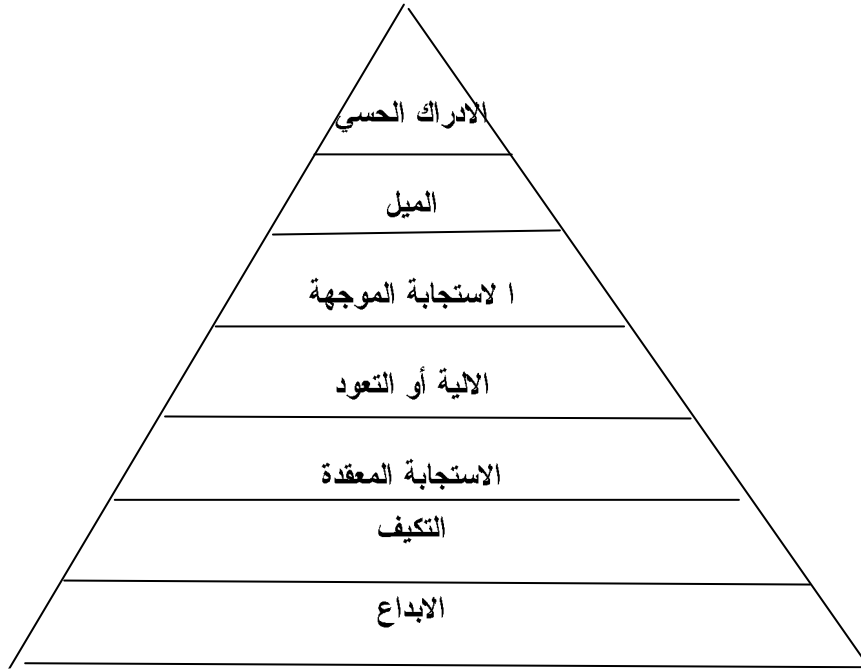 الادراك الحسي
الميل
ا لاستجابة الموجهة
الالية أو التعود
الاستجابة المعقدة
التكيف
الابداع